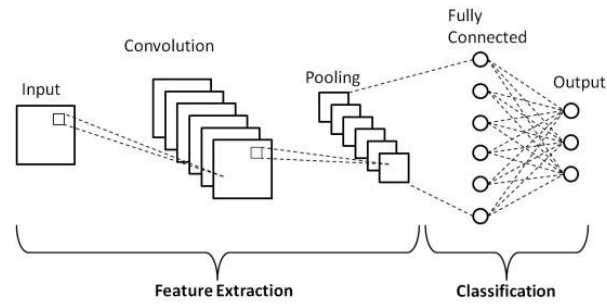 Input
Convolution
Pooling
Fully
Connected
Output
Feature Extraction
Classification